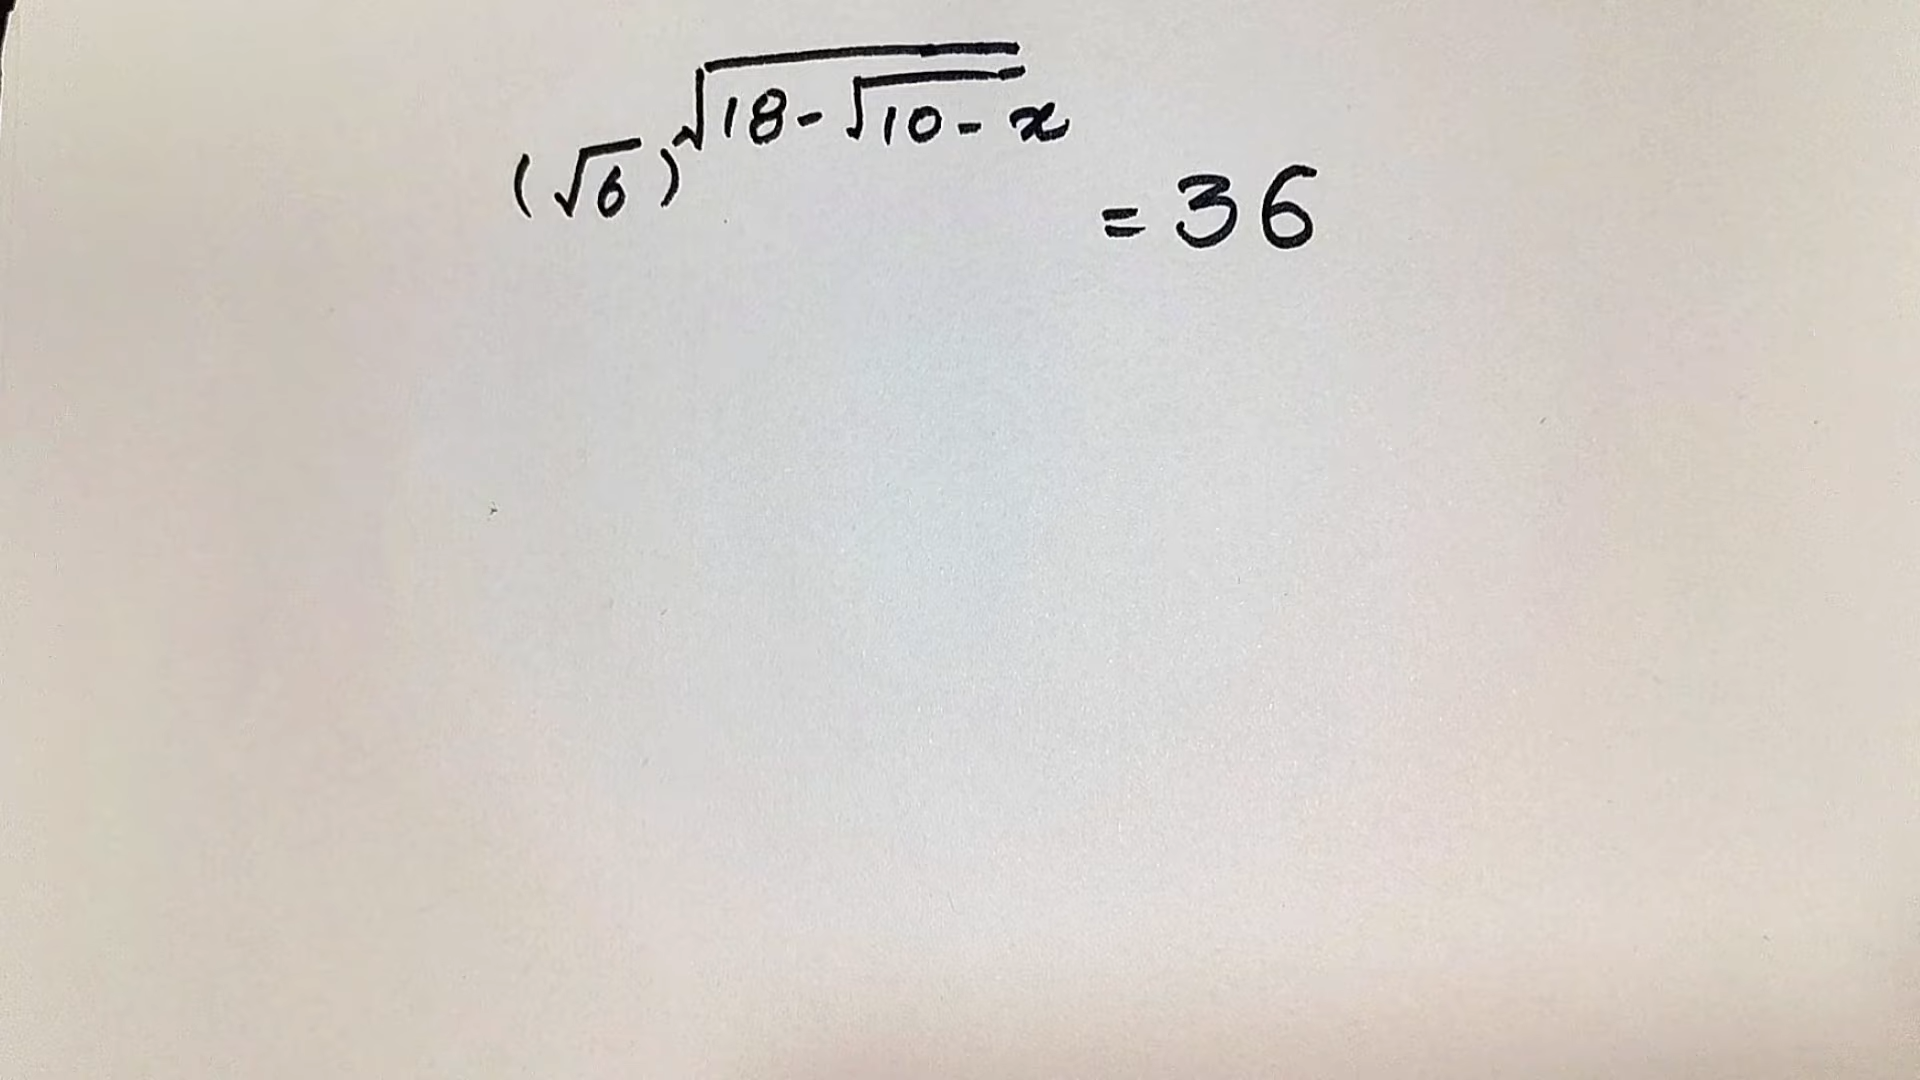 (√6)^√(18-√(10-x)) = 36